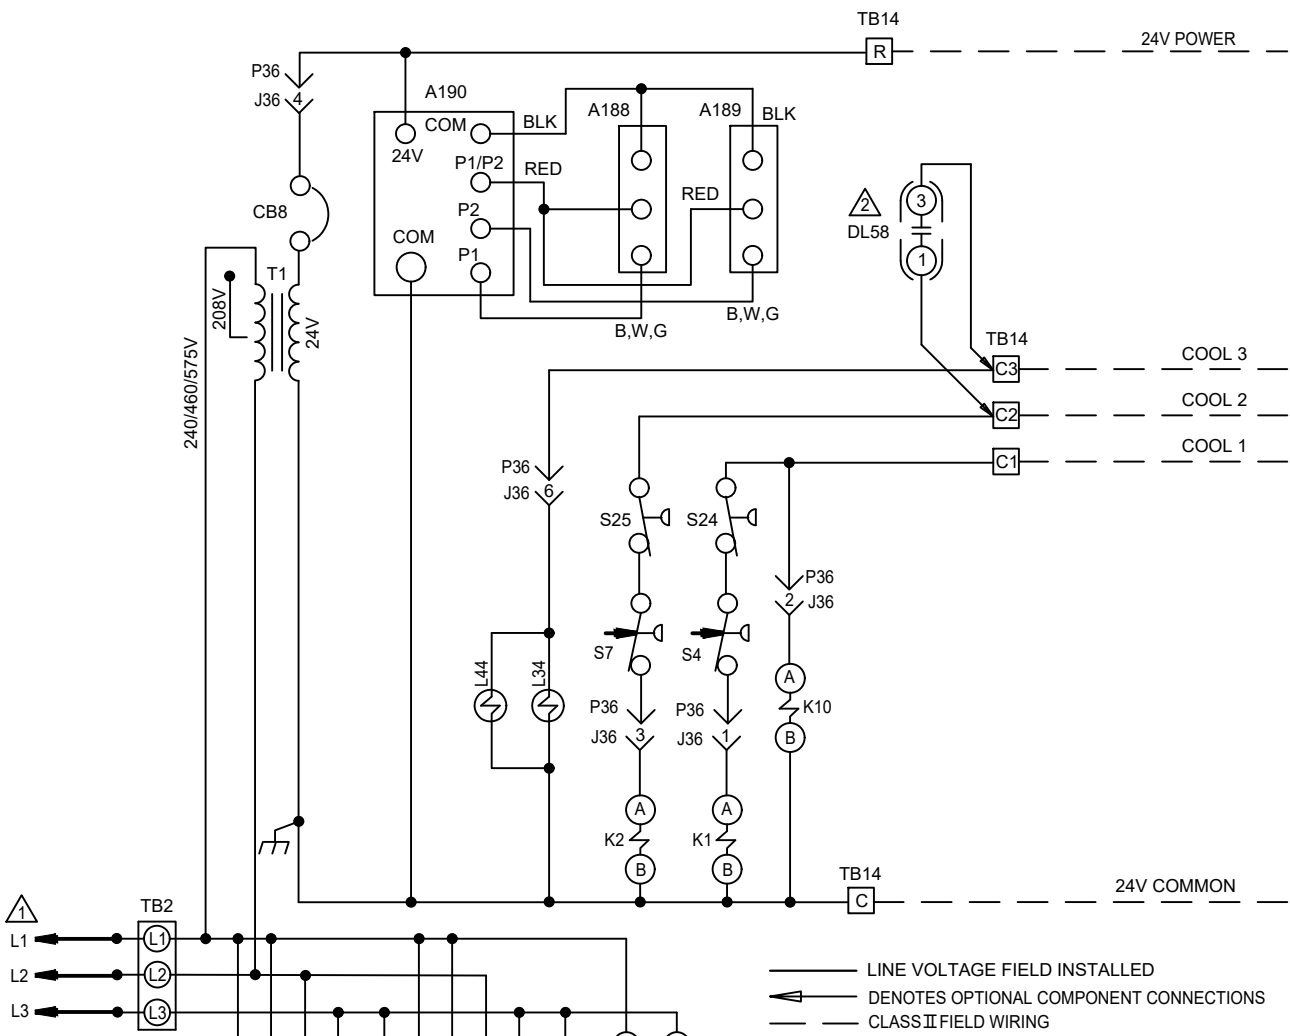 TB14
R
24V POWER
P36
J36
4
A190
COM
BLK
A188
A189
BLK
24V
P1/P2
RED
RED
P2
COM
P1
CB8
T1
208V
24V
240/460/575V
B,W,G
B,W,G
2
DL58
3
1
TB14
C3
COOL 3
C2
COOL 2
C1
COOL 1
P36
J36
6
S25
S24
P36
2
J36
S7
S4
L44
L34
P36
J36
3
P36
J36
1
A
K10
B
A
K2
B
A
K1
B
TB14
C
24V COMMON
1
TB2
L1
L1
L2
L2
L3
L3
LINE VOLTAGE FIELD INSTALLED
DENOTES OPTIONAL COMPONENT CONNECTIONS
CLASS II FIELD WIRING